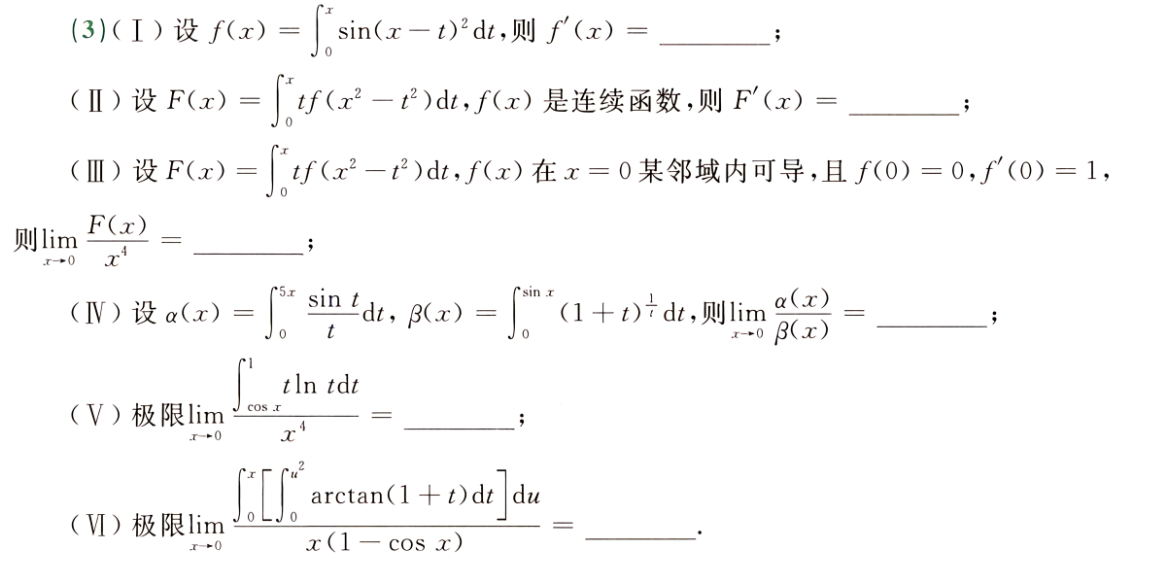 (3)(Ⅰ)设 f(x) = ∫₀ˣ sin(x − t)² dt,则 f′(x) = ________;
(Ⅱ)设 F(x) = ∫₀ˣ tf(x² − t²)dt, f(x) 是连续函数,则 F′(x) = ________;
(Ⅲ)设 F(x) = ∫₀ˣ tf(x² − t²)dt, f(x) 在 x = 0 某邻域内可导,且 f(0) = 0, f′(0) = 1,
则 lim_{x→0} F(x)/x⁴ = ________;
(Ⅳ)设 α(x) = ∫₀^{5x} (sin t)/t dt, β(x) = ∫₀^{sin x} (1 + t)^{1/t} dt,则 lim_{x→0} α(x)/β(x) = ________;
(Ⅴ)极限 lim_{x→0} (∫_{cos x}^{1} tln tdt)/x⁴ = ________;
(Ⅵ)极限 lim_{x→0} (∫₀ˣ [∫₀^{u²} arctan(1 + t)dt] du)/(x(1 − cos x)) = ________.